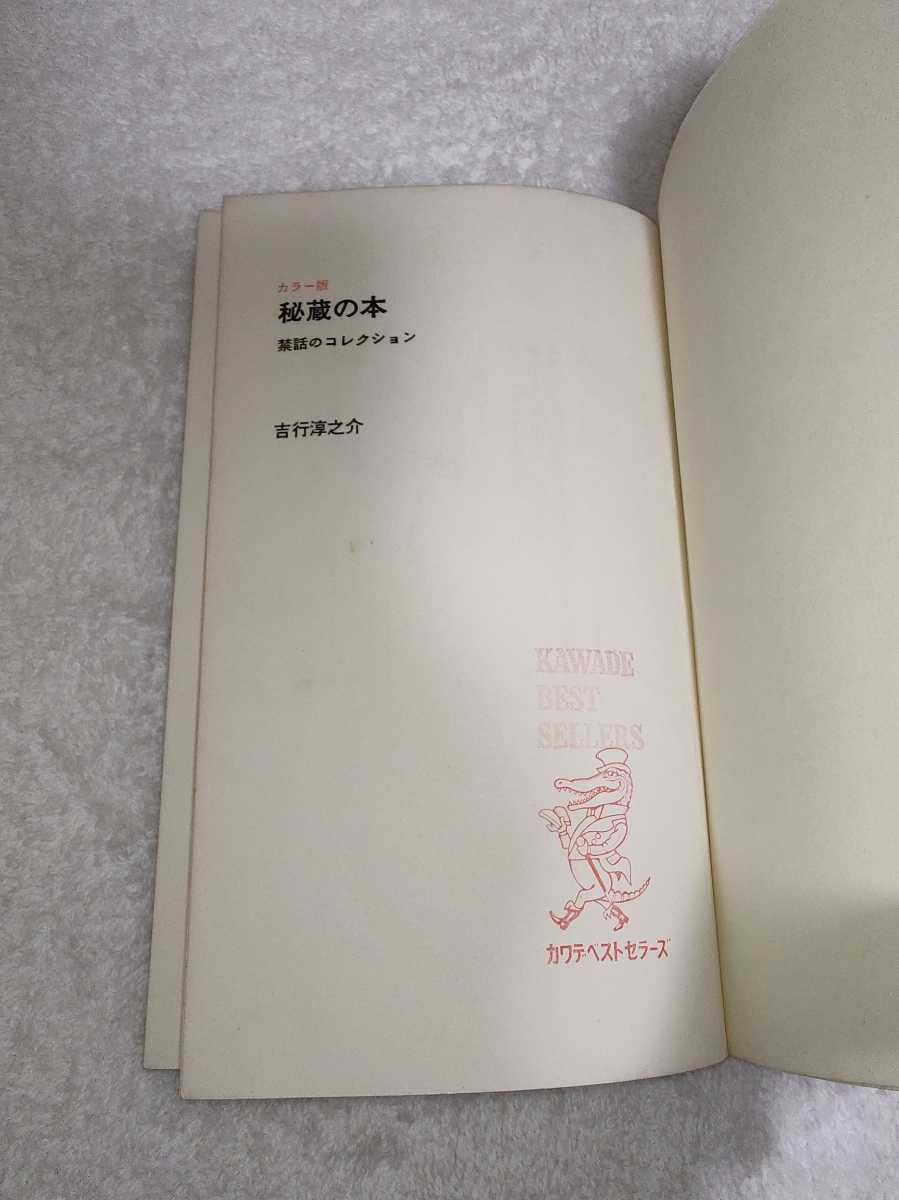 カラー版
秘蔵の本
禁話のコレクション
吉行淳之介
KAWADE
BEST
SELLERS
カワデ・ベストセラーズ